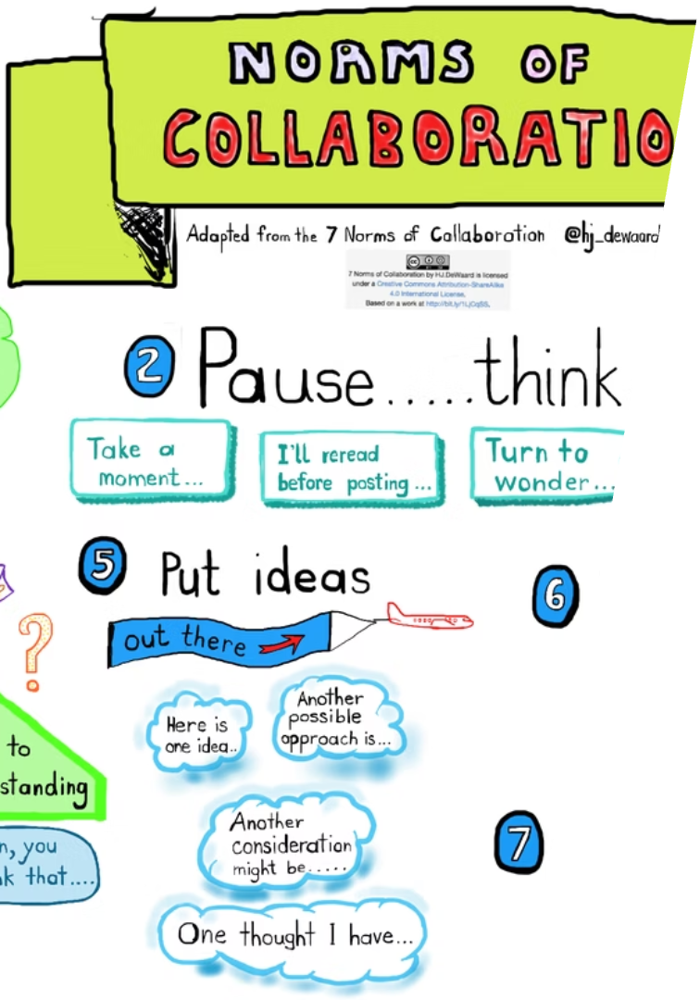 NORMS OF
COLLABORATIO
Adapted from the 7 Norms of Collaboration @hj_dewaard
7 Norms of Collaboration by HJ.DeWaard is licensed
under a Creative Commons Attribution-ShareAlike
4.0 International License.
Based on a work at http://bit.ly/1LjCqSS.
2 Pause.....think
Take a
moment...
I'll reread
before posting...
Turn to
wonder...
5 Put ideas
out there
6
?
Here is
one idea..
Another
possible
approach is...
to
standing
Another
consideration
might be.....
7
n, you
k that....
One thought I have...